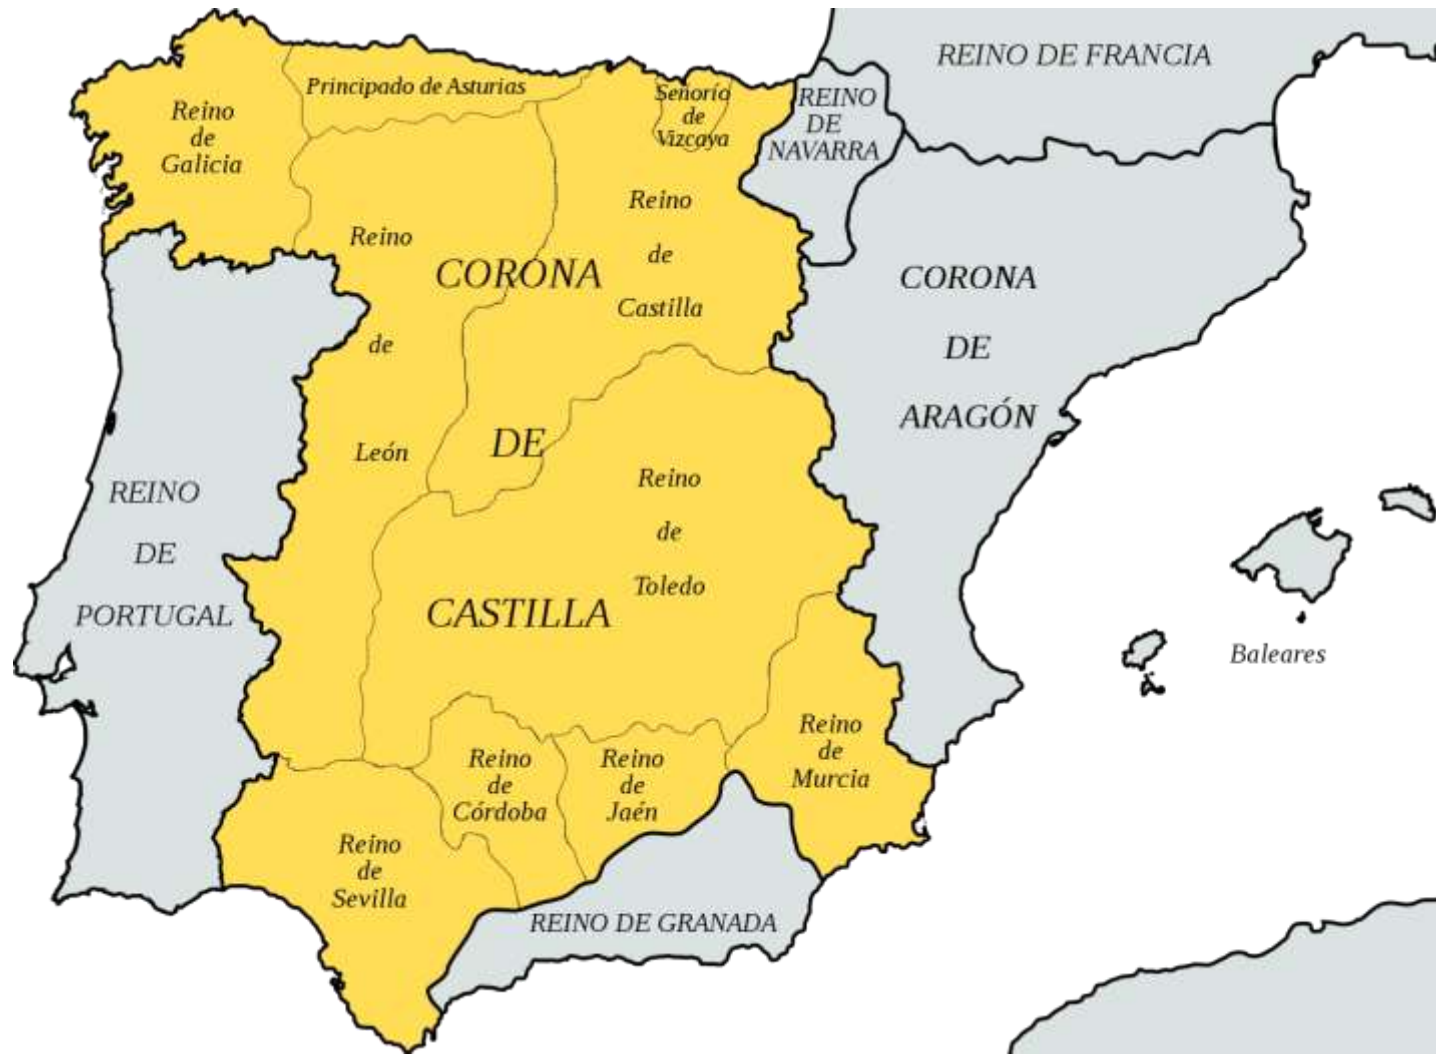 REINO DE FRANCIA
Principado de Asturias
Señorío
de
Vizcaya
REINO
DE
NAVARRA
Reino
de
Galicia
Reino
de
León
Reino
de
Castilla
CORONA
DE
CASTILLA
CORONA
DE
ARAGÓN
REINO
DE
PORTUGAL
Reino
de
Toledo
Baleares
Reino
de
Murcia
Reino
de
Córdoba
Reino
de
Jaén
Reino
de
Sevilla
REINO DE GRANADA